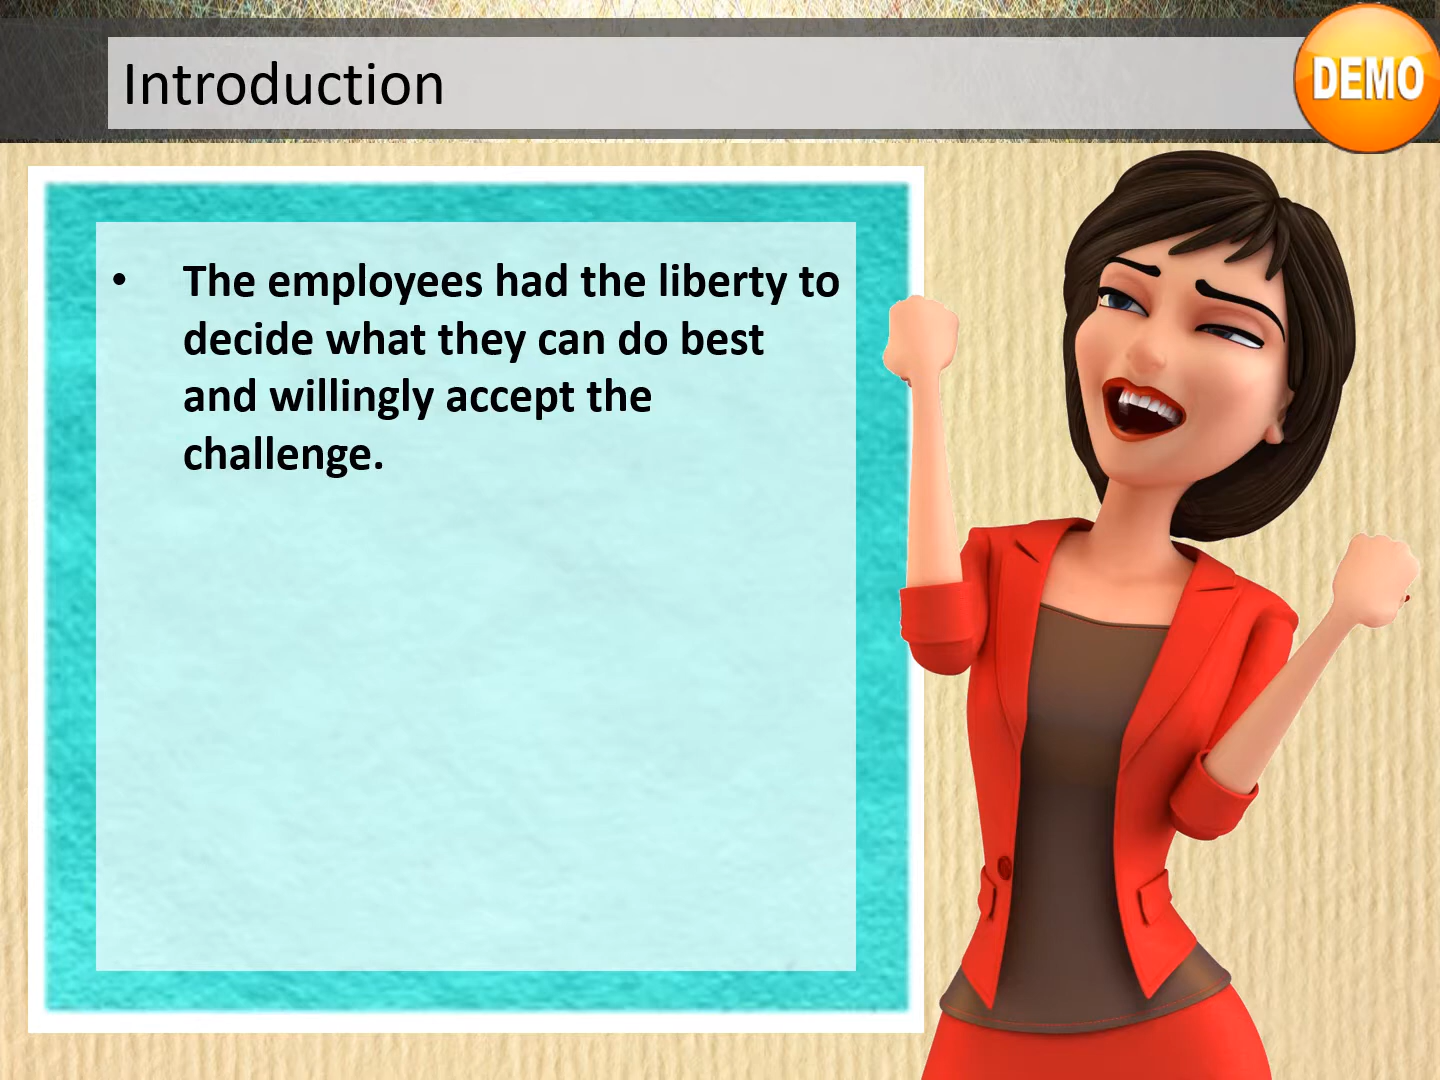 Introduction
DEMO
• The employees had the liberty to
decide what they can do best
and willingly accept the
challenge.